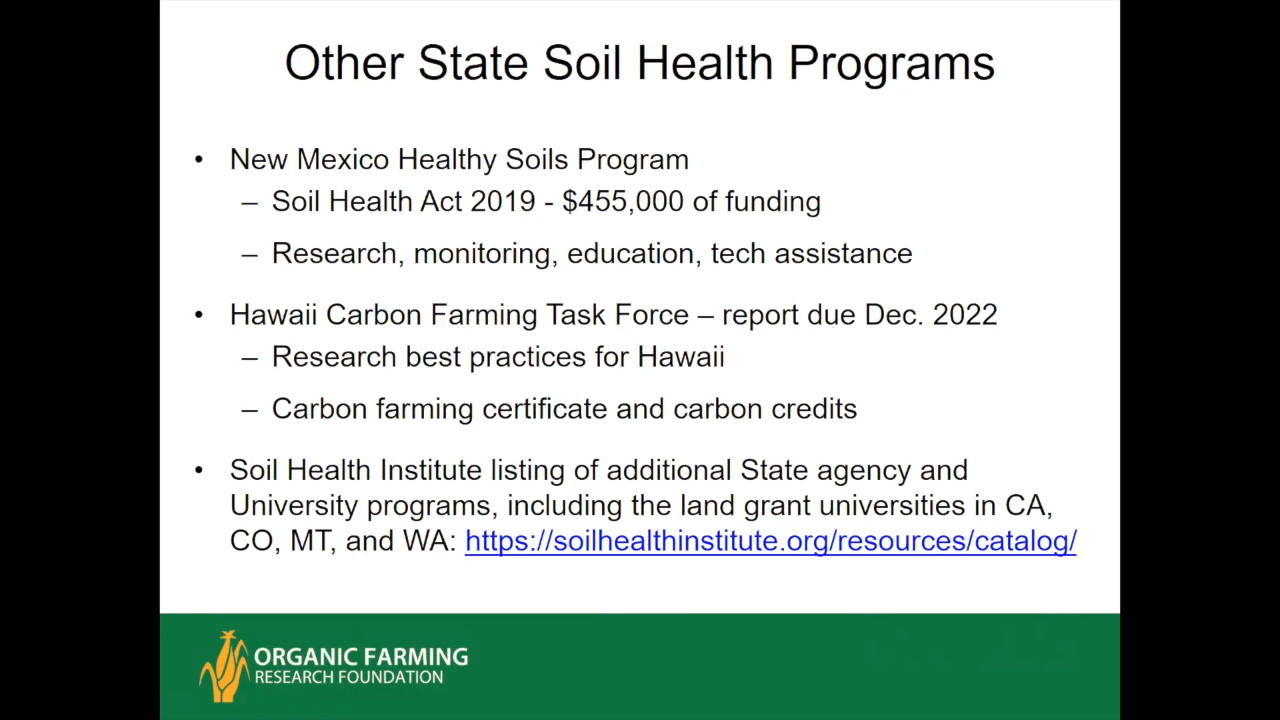 Other State Soil Health Programs
• New Mexico Healthy Soils Program
– Soil Health Act 2019 - $455,000 of funding
– Research, monitoring, education, tech assistance
• Hawaii Carbon Farming Task Force – report due Dec. 2022
– Research best practices for Hawaii
– Carbon farming certificate and carbon credits
• Soil Health Institute listing of additional State agency and
University programs, including the land grant universities in CA,
CO, MT, and WA: https://soilhealthinstitute.org/resources/catalog/
ORGANIC FARMING
RESEARCH FOUNDATION